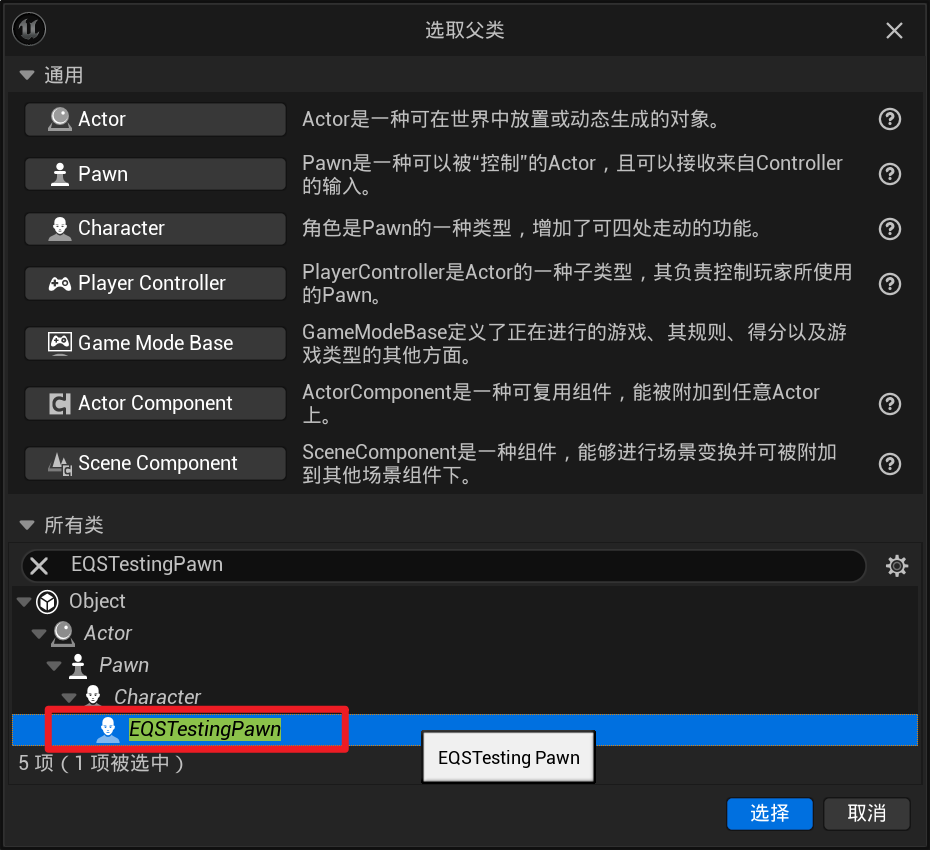 选取父类
通用
Actor
Actor是一种可在世界中放置或动态生成的对象。
Pawn
Pawn是一种可以被“控制”的Actor，且可以接收来自Controller
的输入。
Character
角色是Pawn的一种类型，增加了可四处走动的功能。
Player Controller
PlayerController是Actor的一种子类型，其负责控制玩家所使用
的Pawn。
Game Mode Base
GameModeBase定义了正在进行的游戏、其规则、得分以及游
戏类型的其他方面。
Actor Component
ActorComponent是一种可复用组件，能被附加到任意Actor
上。
Scene Component
SceneComponent是一种组件，能够进行场景变换并可被附加
到其他场景组件下。
所有类
EQSTestingPawn
Object
Actor
Pawn
Character
EQSTestingPawn
EQSTesting Pawn
5 项（1 项被选中）
选择
取消